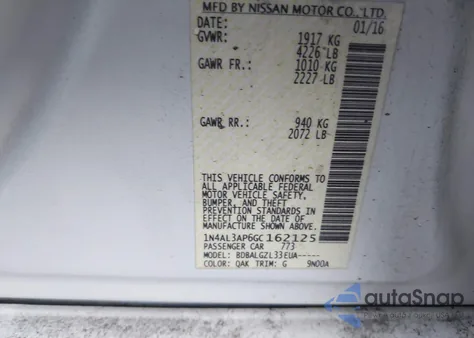 MFD BY NISSAN MOTOR CO., LTD.
DATE: 01/16
GVWR: 1917 KG
4226 LB
GAWR FR.: 1010 KG
2227 LB
GAWR RR.: 940 KG
2072 LB
THIS VEHICLE CONFORMS TO ALL
APPLICABLE FEDERAL MOTOR
VEHICLE SAFETY, BUMPER, AND THEFT
PREVENTION STANDARDS IN EFFECT ON
THE DATE OF MANUFACTURE SHOWN
ABOVE.
1N4AL3AP6GC162125
PASSENGER CAR 773
MODEL: BDBALGZL33EUA-----
COLOR: QAK TRIM: G 9N00A
autoSnap